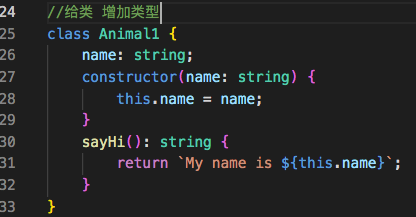 24 //给类 增加类型
25 class Animal1 {
26 name: string;
27 constructor(name: string) {
28 this.name = name;
29 }
30 sayHi(): string {
31 return `My name is ${this.name}`;
32 }
33 }